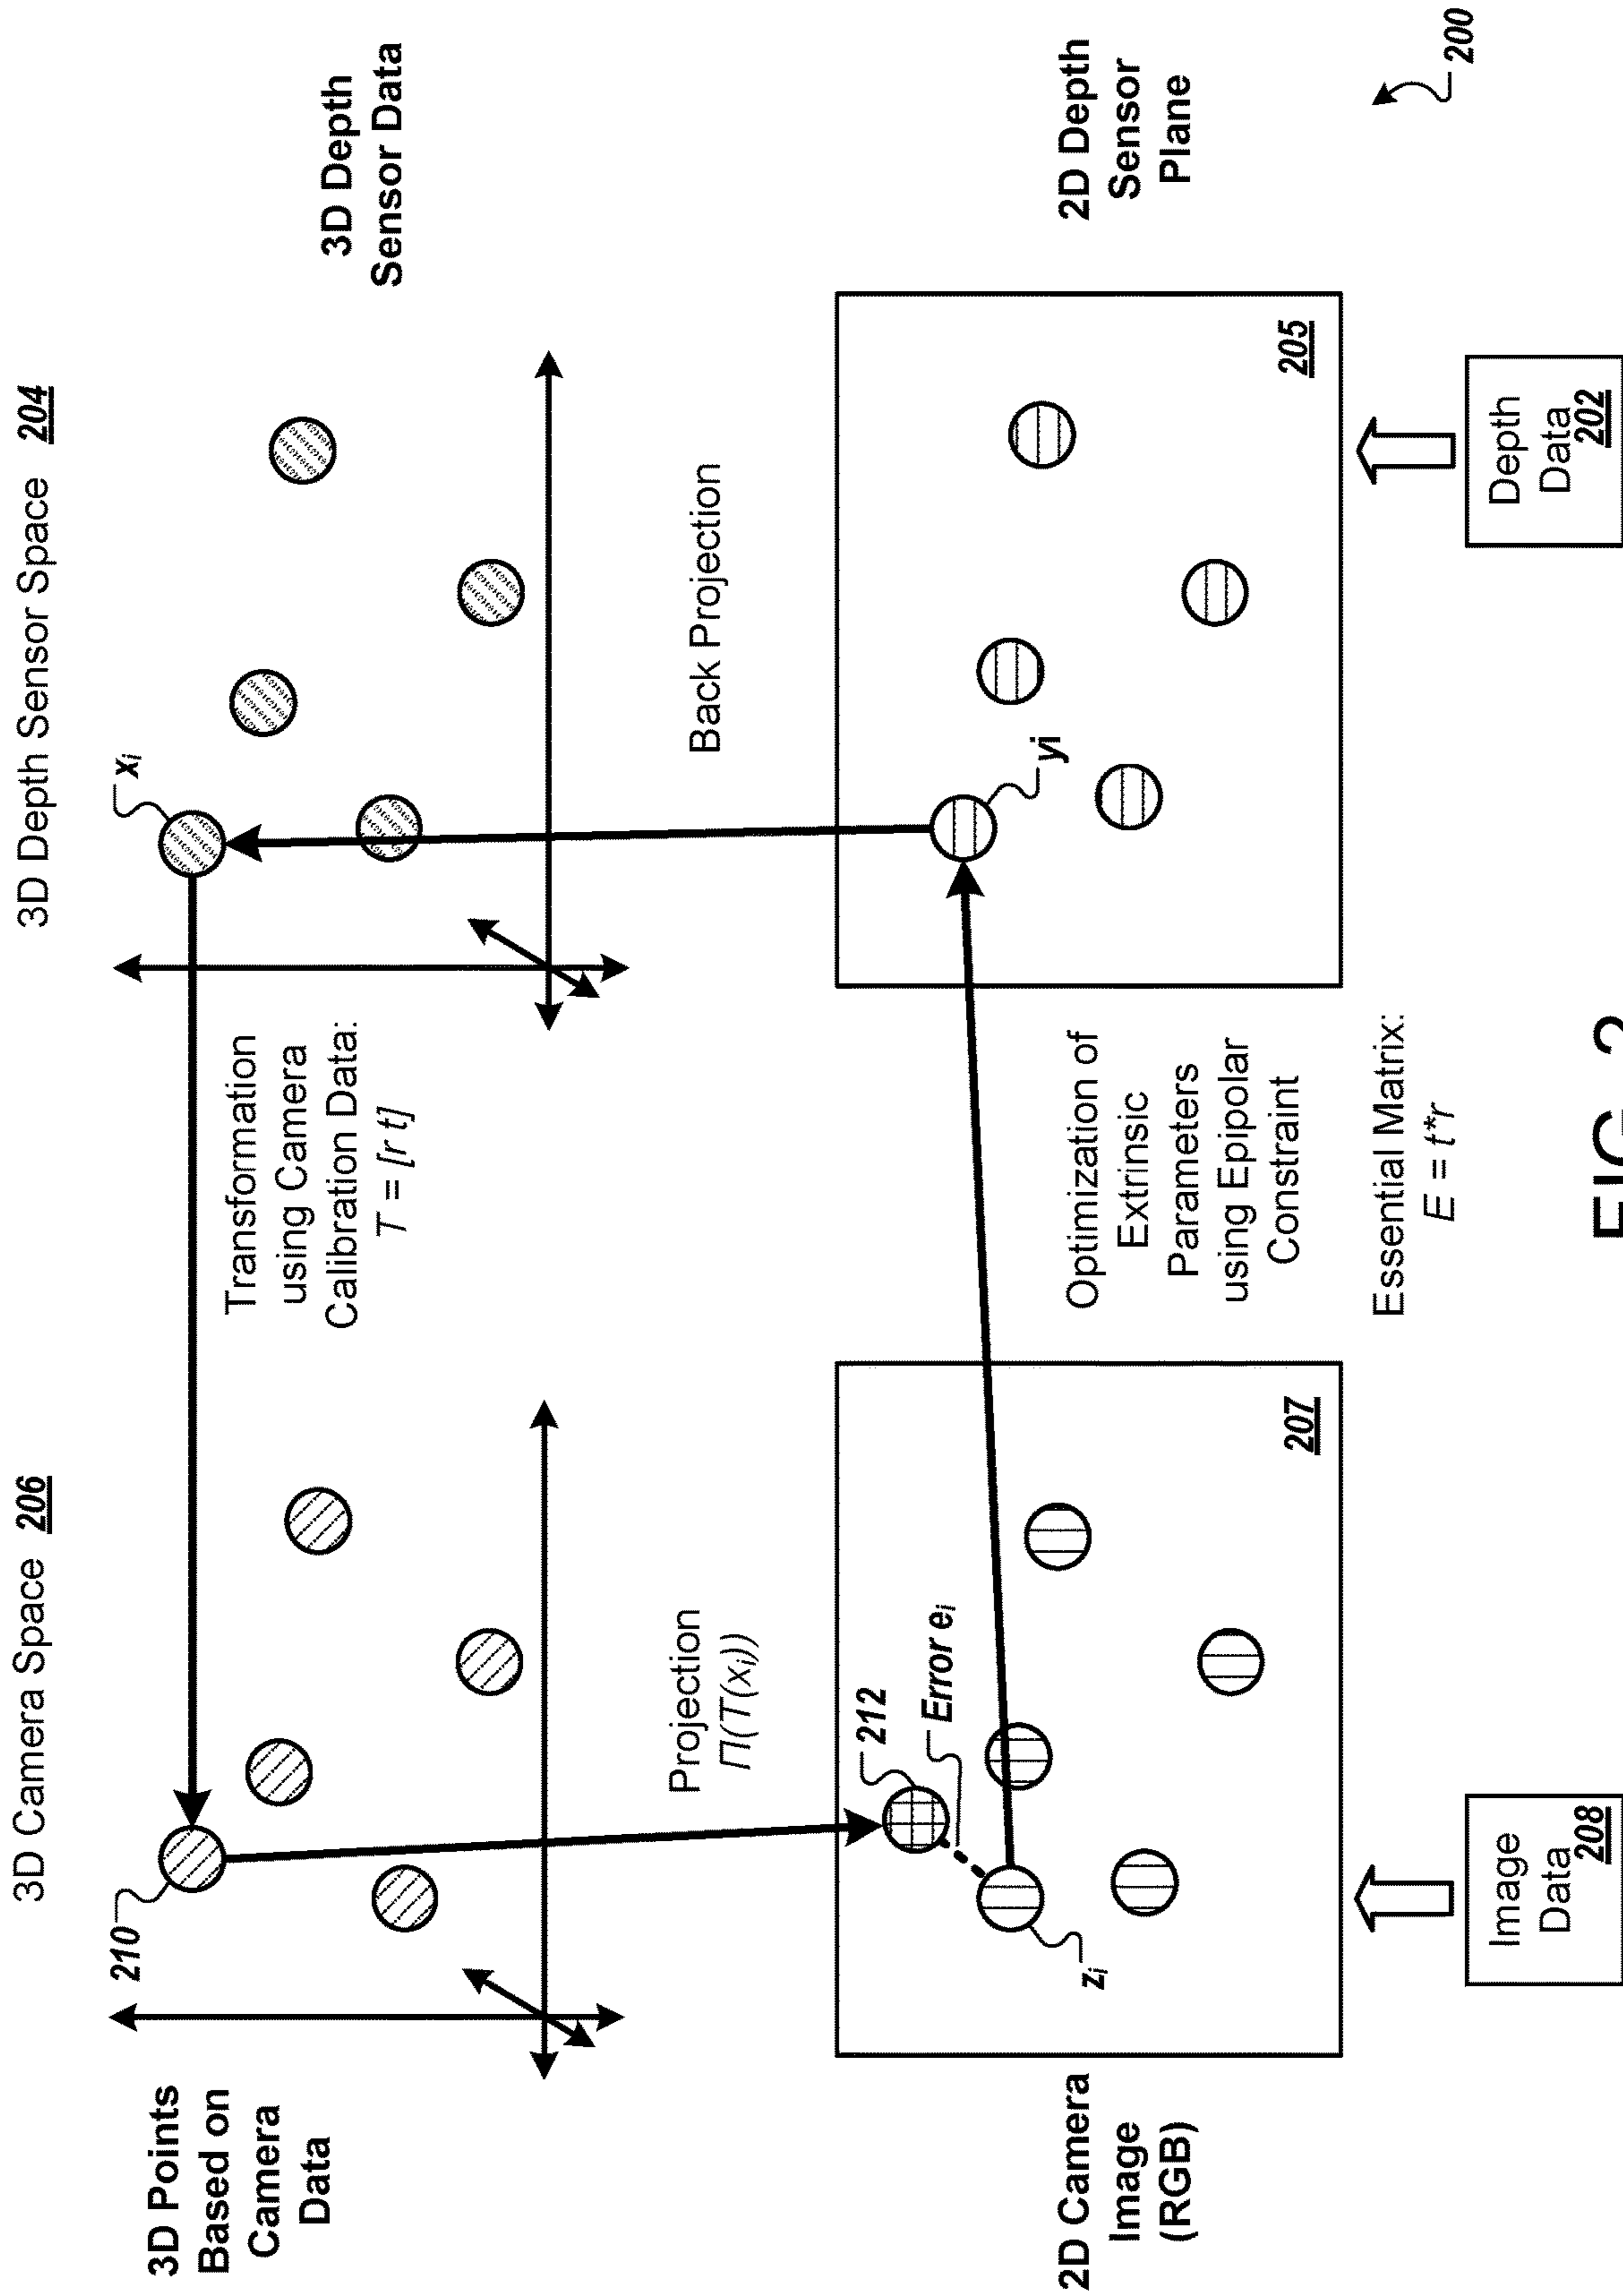 3D Camera Space 206
3D Depth Sensor Space 204
3D Points
Based on
Camera
Data
210
Transformation
using Camera
Calibration Data:
T = [r t]
xi
3D Depth
Sensor Data
Projection
Π(T(xi))
Back Projection
2D Camera
Image
(RGB)
212
Error ei
zi
207
Optimization of
Extrinsic
Parameters
using Epipolar
Constraint
Essential Matrix:
E = t*r
yi
205
2D Depth
Sensor
Plane
Image
Data
208
Depth
Data
202
200
FIG. 2